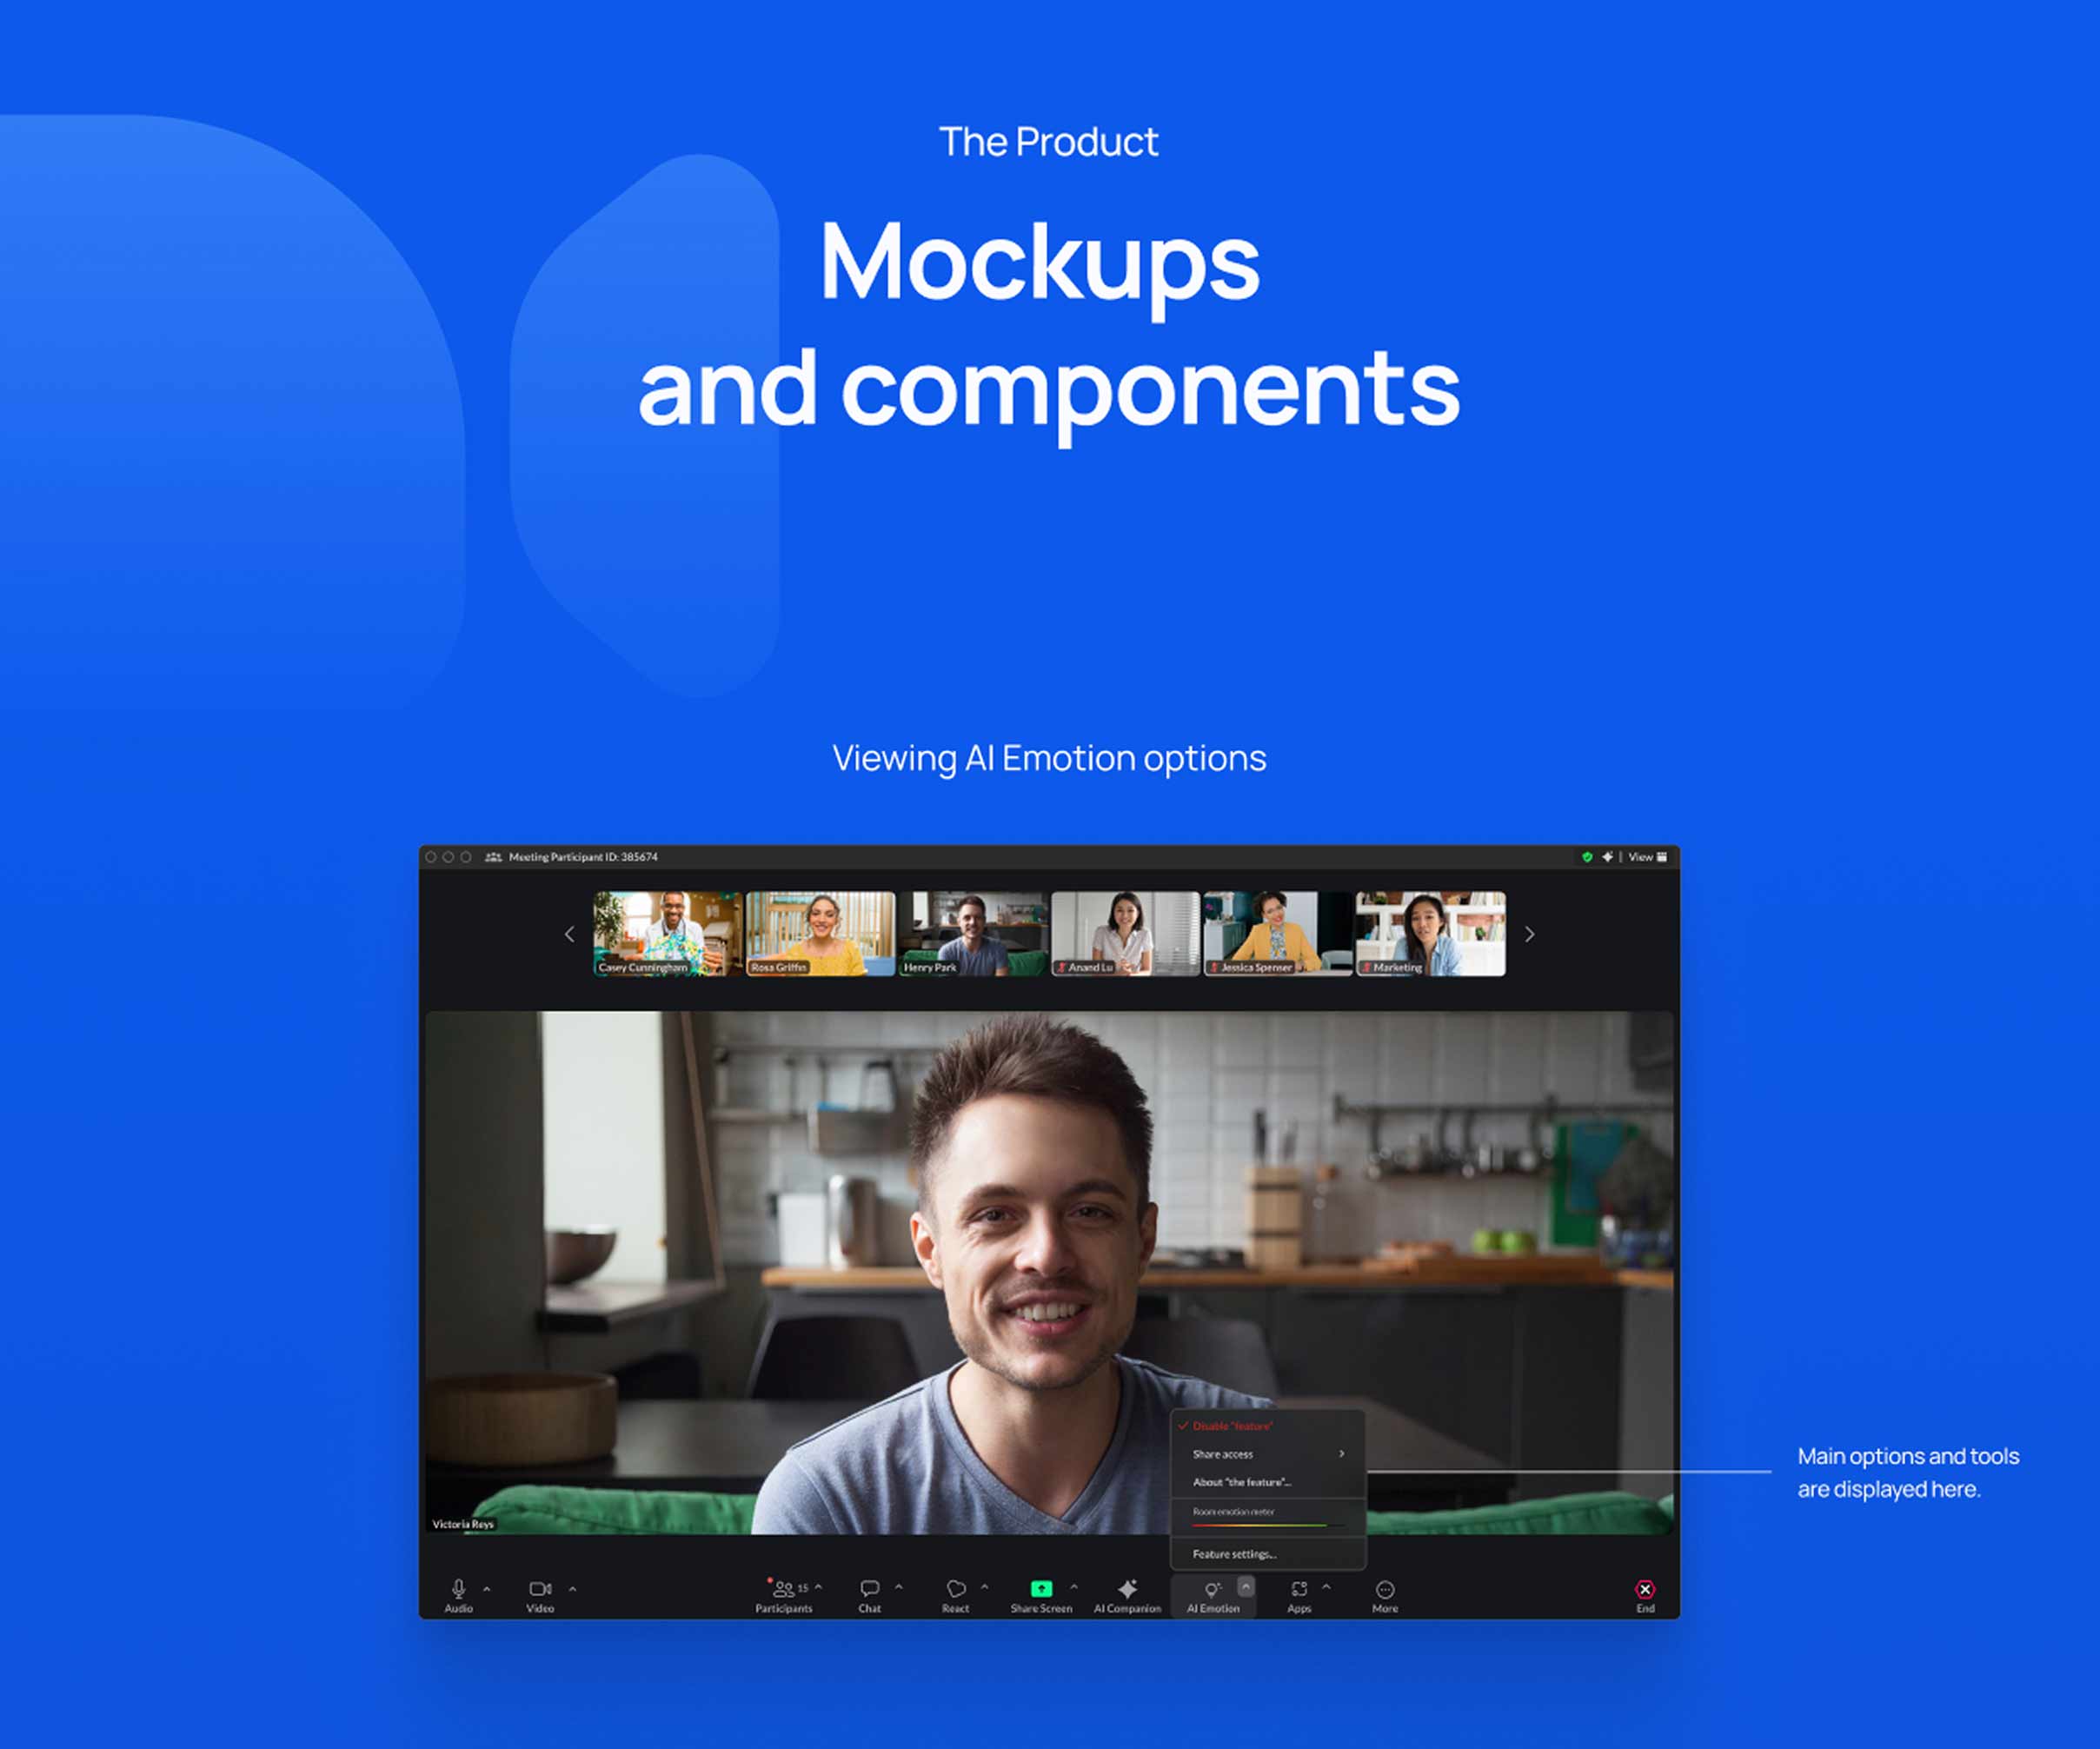 The Product
Mockups
and components
Viewing AI Emotion options
Meeting Participant ID: 385674
View
Casey Cunningham
Rosa Griffin
Henry Park
Anand Lu
Jessica Spenser
Marketing
Disable "feature"
Share access
About "the feature"...
Room emotion meter
Feature settings...
Main options and tools
are displayed here.
Victoria Reys
15
Audio
Video
Participants
Chat
React
Share Screen
AI Companion
AI Emotion
Apps
More
End